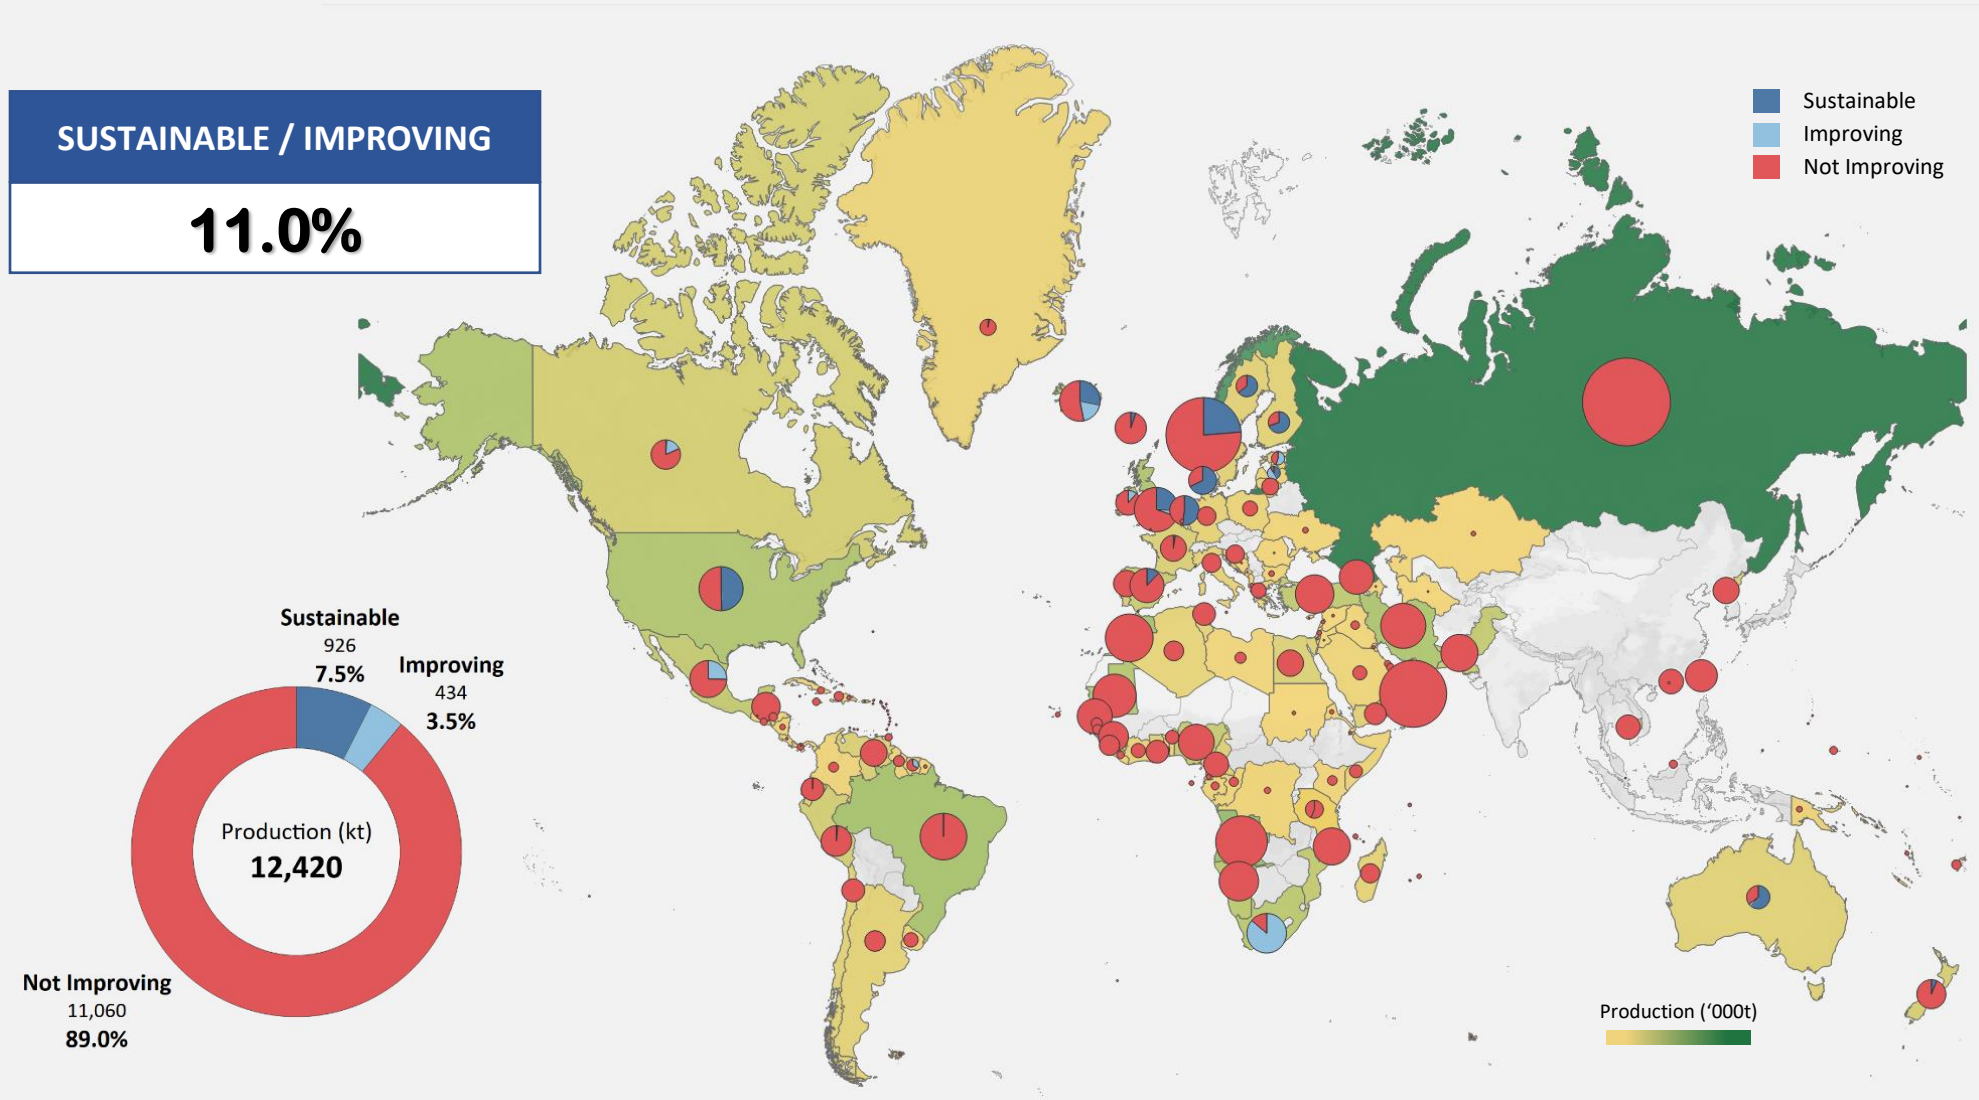 SUSTAINABLE / IMPROVING
11.0%
Sustainable
Improving
Not Improving
Sustainable
926
7.5%
Improving
434
3.5%
Production (kt)
12,420
Not Improving
11,060
89.0%
Production (‘000t)